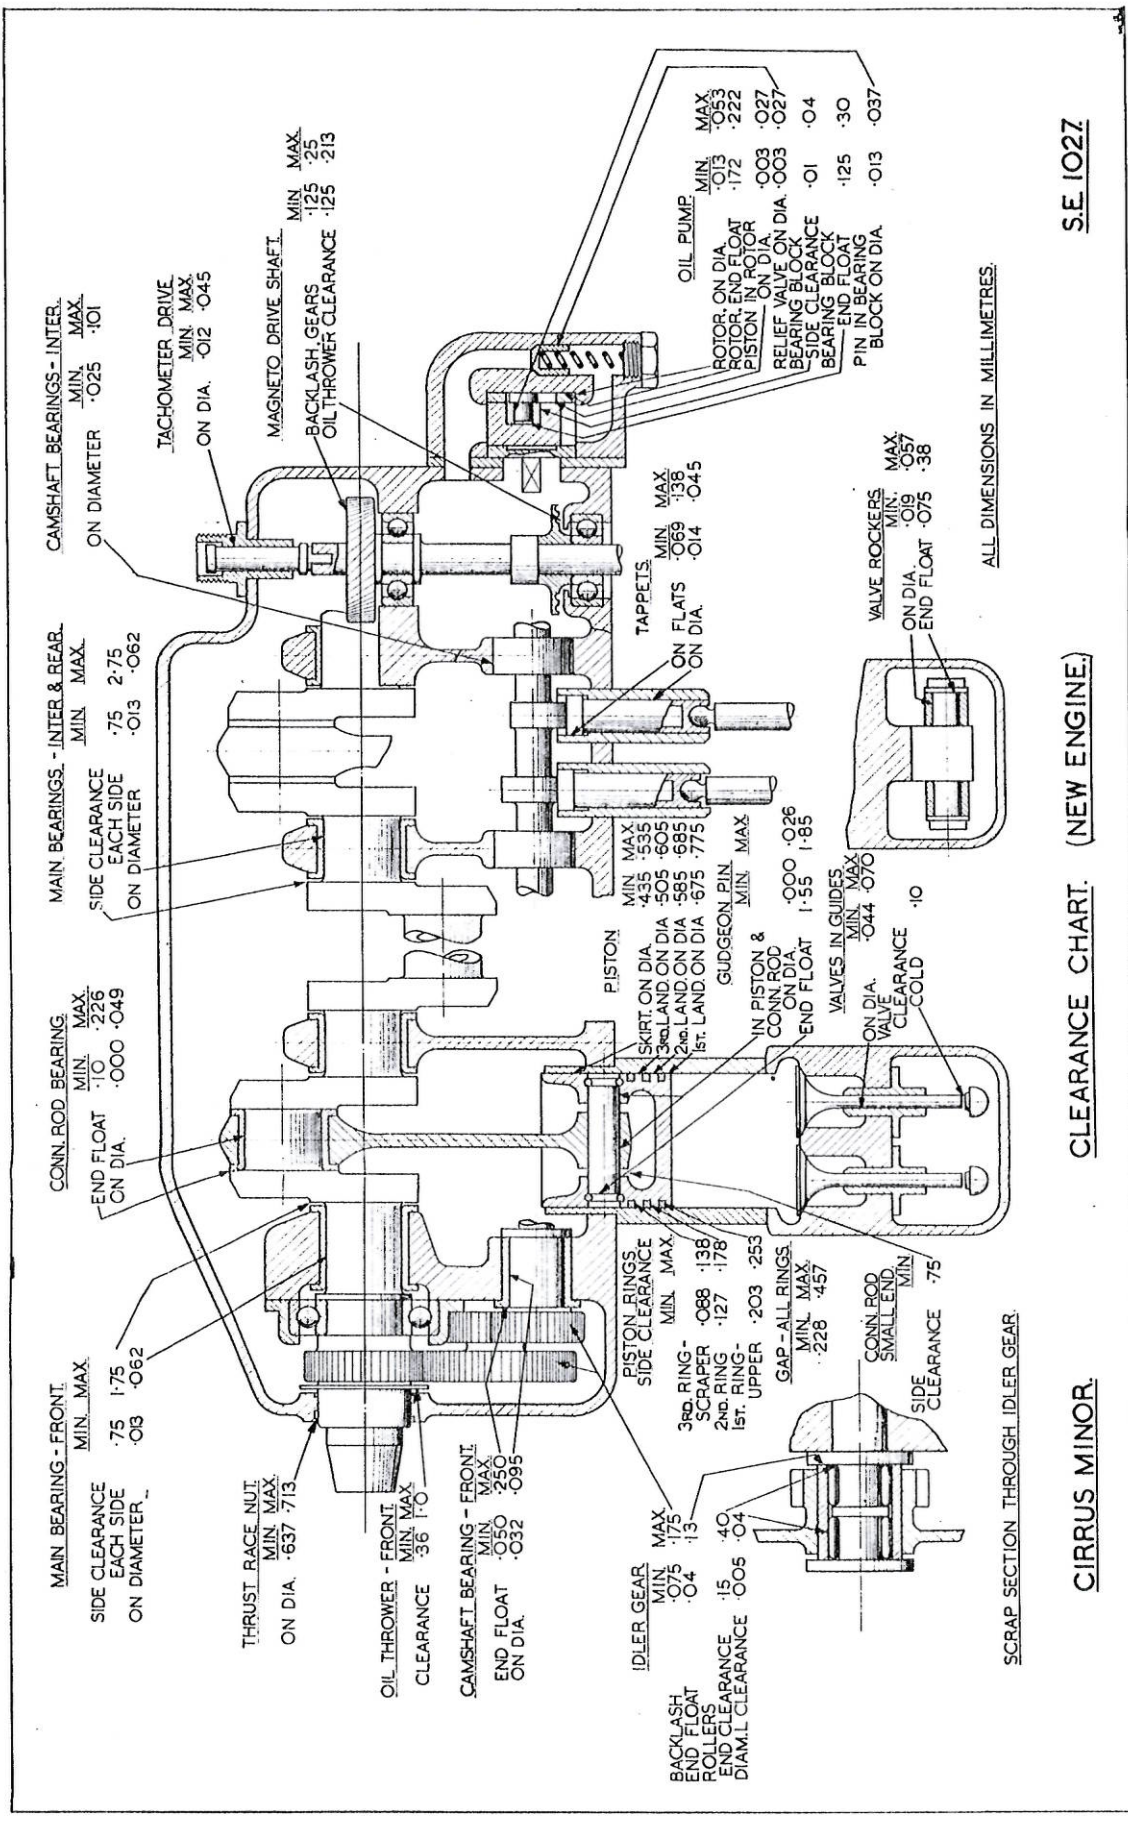 MAIN BEARING - FRONT.
MIN. MAX.
SIDE CLEARANCE
EACH SIDE ·75 1·75
ON DIAMETER ·013 ·062
CONN. ROD BEARING.
MIN. MAX.
END FLOAT ·10 ·226
ON DIA. ·000 ·049
MAIN BEARINGS - INTER & REAR.
MIN. MAX.
SIDE CLEARANCE
EACH SIDE ·75 2·75
ON DIAMETER ·013 ·062
CAMSHAFT BEARINGS - INTER.
MIN. MAX.
ON DIAMETER ·025 ·101
TACHOMETER DRIVE
MIN. MAX.
ON DIA. ·012 ·045
MAGNETO DRIVE SHAFT.
MIN MAX.
BACKLASH, GEARS ·125 ·25
OIL THROWER CLEARANCE ·125 ·213
THRUST RACE NUT.
MIN. MAX.
ON DIA. ·637 ·713
OIL THROWER - FRONT
MIN. MAX.
CLEARANCE ·36 1·0
CAMSHAFT BEARING - FRONT
MIN. MAX.
END FLOAT ·050 ·250
ON DIA. ·032 ·095
IDLER GEAR
MIN. MAX.
BACKLASH ·075 ·175
END FLOAT ·04 ·13
ROLLERS
END CLEARANCE ·15 ·40
DIAM.L CLEARANCE ·005 ·04
PISTON RINGS
SIDE CLEARANCE
MIN. MAX.
3RD. RING-
SCRAPER ·088 ·138
2ND. RING ·127 ·178
1ST. RING-
UPPER ·203 ·253
GAP - ALL RINGS.
MIN. MAX.
·228 ·457
CONN. ROD
SMALL END.
MIN
SIDE
CLEARANCE ·75
PISTON
MIN. MAX.
SKIRT. ON DIA. ·435 ·535
3RD. LAND. ON DIA ·505 ·605
2ND. LAND. ON DIA ·585 ·685
1ST. LAND. ON DIA ·675 ·775
GUDGEON PIN
MIN. MAX.
IN PISTON &
CONN. ROD
ON DIA. ·000 ·026
END FLOAT 1·55 1·85
VALVES IN GUIDES
MIN. MAX
ON DIA. ·044 ·070
VALVE
CLEARANCE
COLD ·10
TAPPETS.
MIN. MAX
ON FLATS ·069 ·138
ON DIA. ·014 ·045
VALVE ROCKERS
MIN. MAX.
ON DIA. ·019 ·057
END FLOAT ·075 ·38
OIL PUMP.
MIN. MAX.
ROTOR, ON DIA. ·013 ·053
ROTOR, END FLOAT ·172 ·222
PISTON IN ROTOR
ON DIA. ·003 ·027
RELIEF VALVE ON DIA. ·003 ·027
BEARING BLOCK
SIDE CLEARANCE ·01 ·04
BEARING BLOCK
END FLOAT ·125 ·30
PIN IN BEARING
BLOCK ON DIA. ·013 ·037
SCRAP SECTION THROUGH IDLER GEAR.
ALL DIMENSIONS IN MILLIMETRES.
CIRRUS MINOR.
CLEARANCE CHART. (NEW ENGINE.)
S.E. 1027.